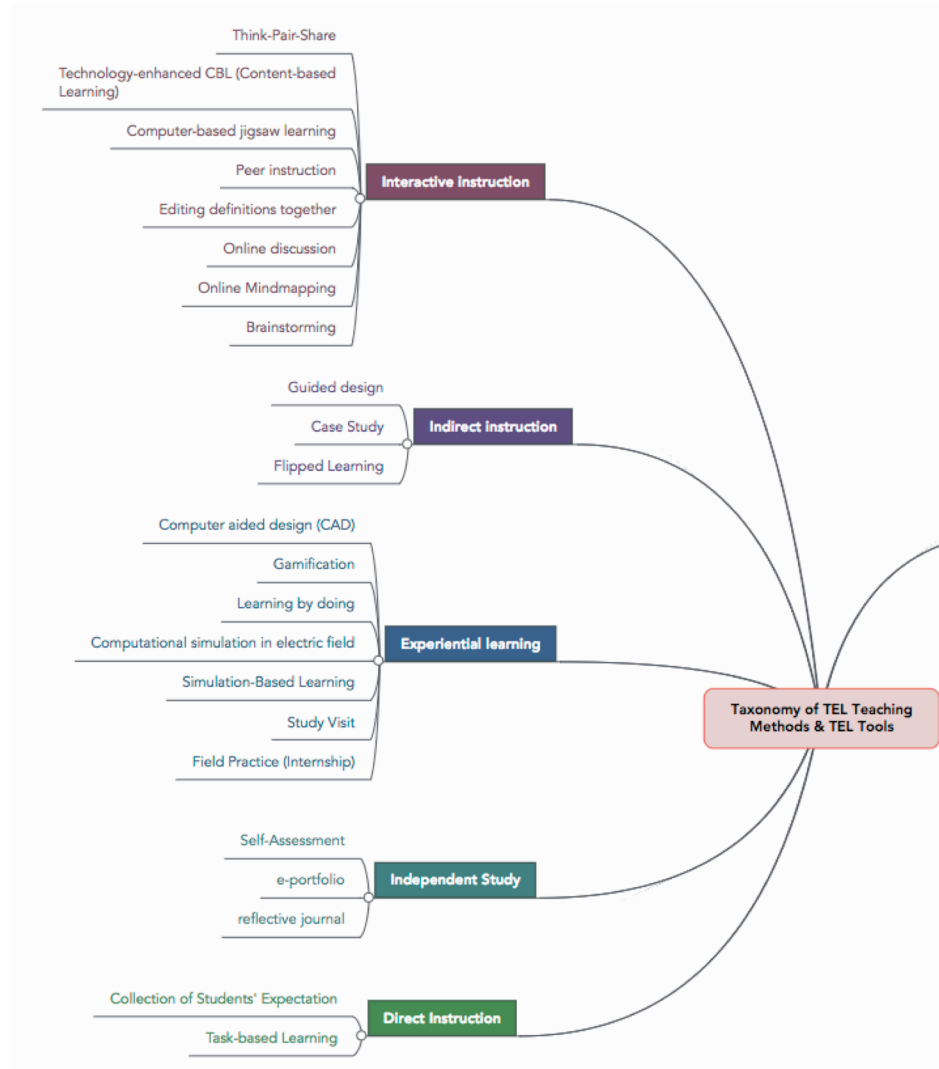 Think-Pair-Share
Technology-enhanced CBL (Content-based
Learning)
Computer-based jigsaw learning
Peer instruction
Editing definitions together
Online discussion
Online Mindmapping
Brainstorming
Interactive instruction
Guided design
Case Study
Flipped Learning
Indirect instruction
Computer aided design (CAD)
Gamification
Learning by doing
Computational simulation in electric field
Simulation-Based Learning
Study Visit
Field Practice (Internship)
Experiential learning
Taxonomy of TEL Teaching
Methods & TEL Tools
Self-Assessment
e-portfolio
reflective journal
Independent Study
Collection of Students' Expectation
Task-based Learning
Direct Instruction